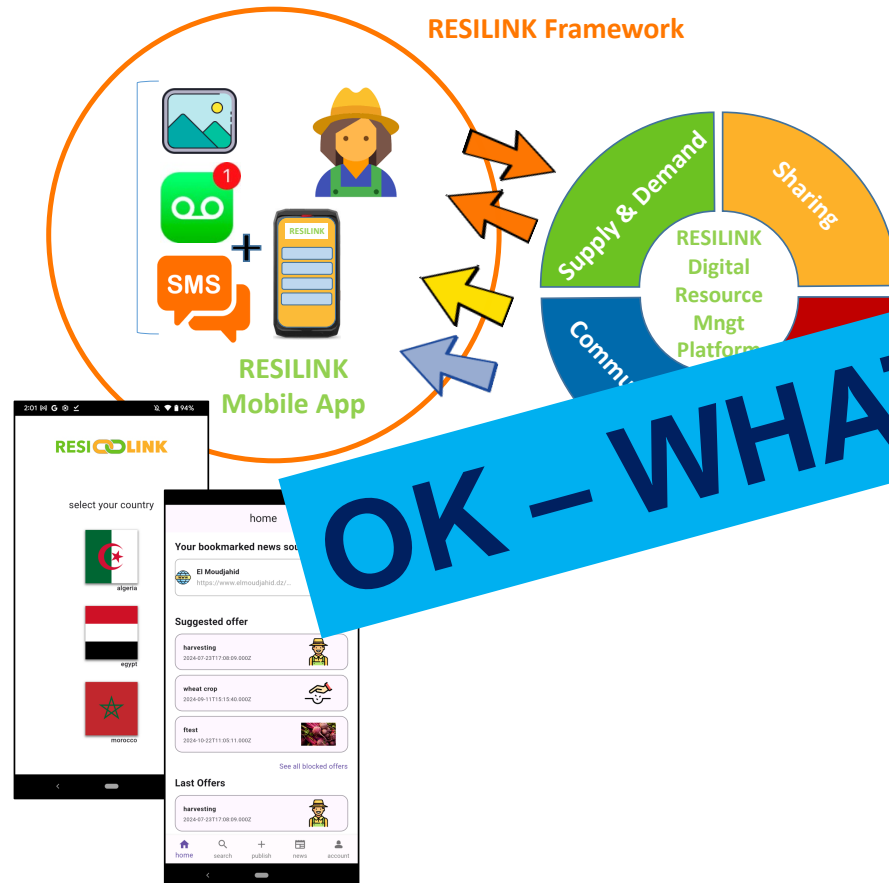 RESILINK Framework
1
SMS
RESILINK
RESILINK
Mobile App
Supply & Demand
Sharing
RESILINK
Digital
Resource
Mngt
Platform
OK – WHAT
2:01
94%
RESILINK
select your country
algeria
egypt
morocco
home
Your bookmarked news
El Moudjahid
https://www.elmoudjahid.dz/...
Suggested offer
harvesting
2024-07-23T17:08:09.000Z
wheat crop
2024-09-11T15:15:40.000Z
ftest
2024-10-22T11:05:11.000Z
See all blocked offers
Last Offers
harvesting
2024-07-23T17:08:09.000Z
home search publish news account